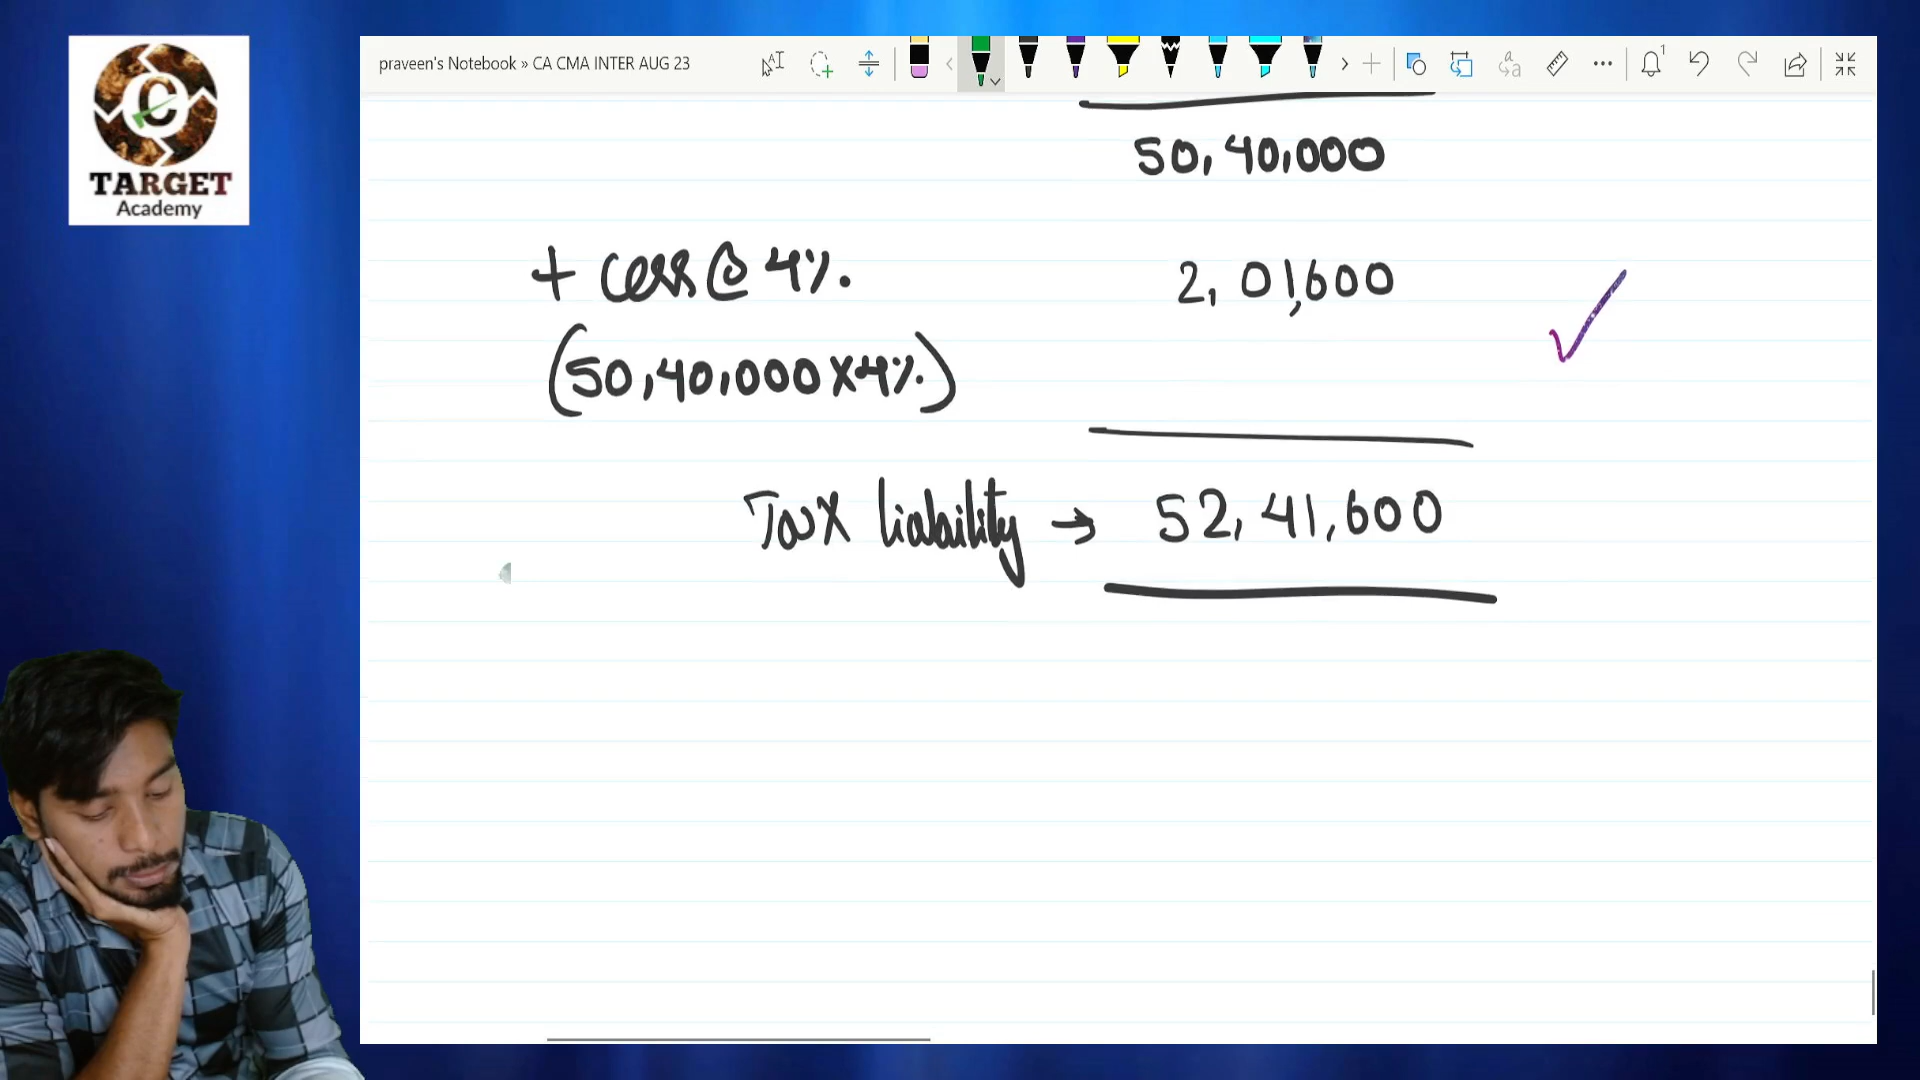 TARGET
Academy
praveen's Notebook » CA CMA INTER AUG 23
50,40,000
+ Cess @ 4%. 2,01,600
(50,40,000 x 4%.)
Tax liability → 52,41,600